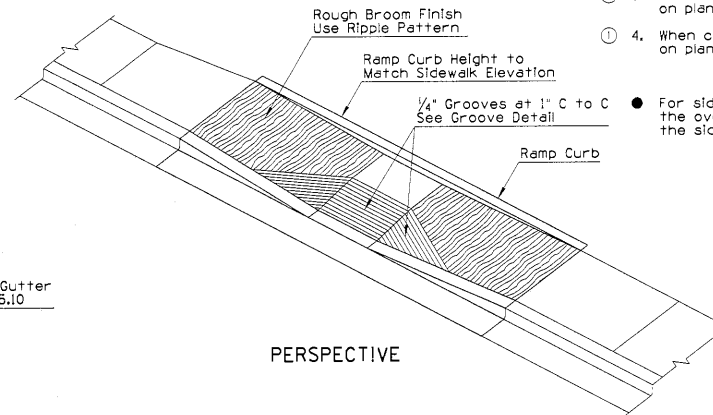 Rough Broom Finish
Use Ripple Pattern
Ramp Curb Height to
Match Sidewalk Elevation
1/4" Grooves at 1" C to C
See Groove Detail
Ramp Curb
on plan
① 4. When c
on plan
● For sid
the ov
the sid
Gutter
5.10
PERSPECTIVE